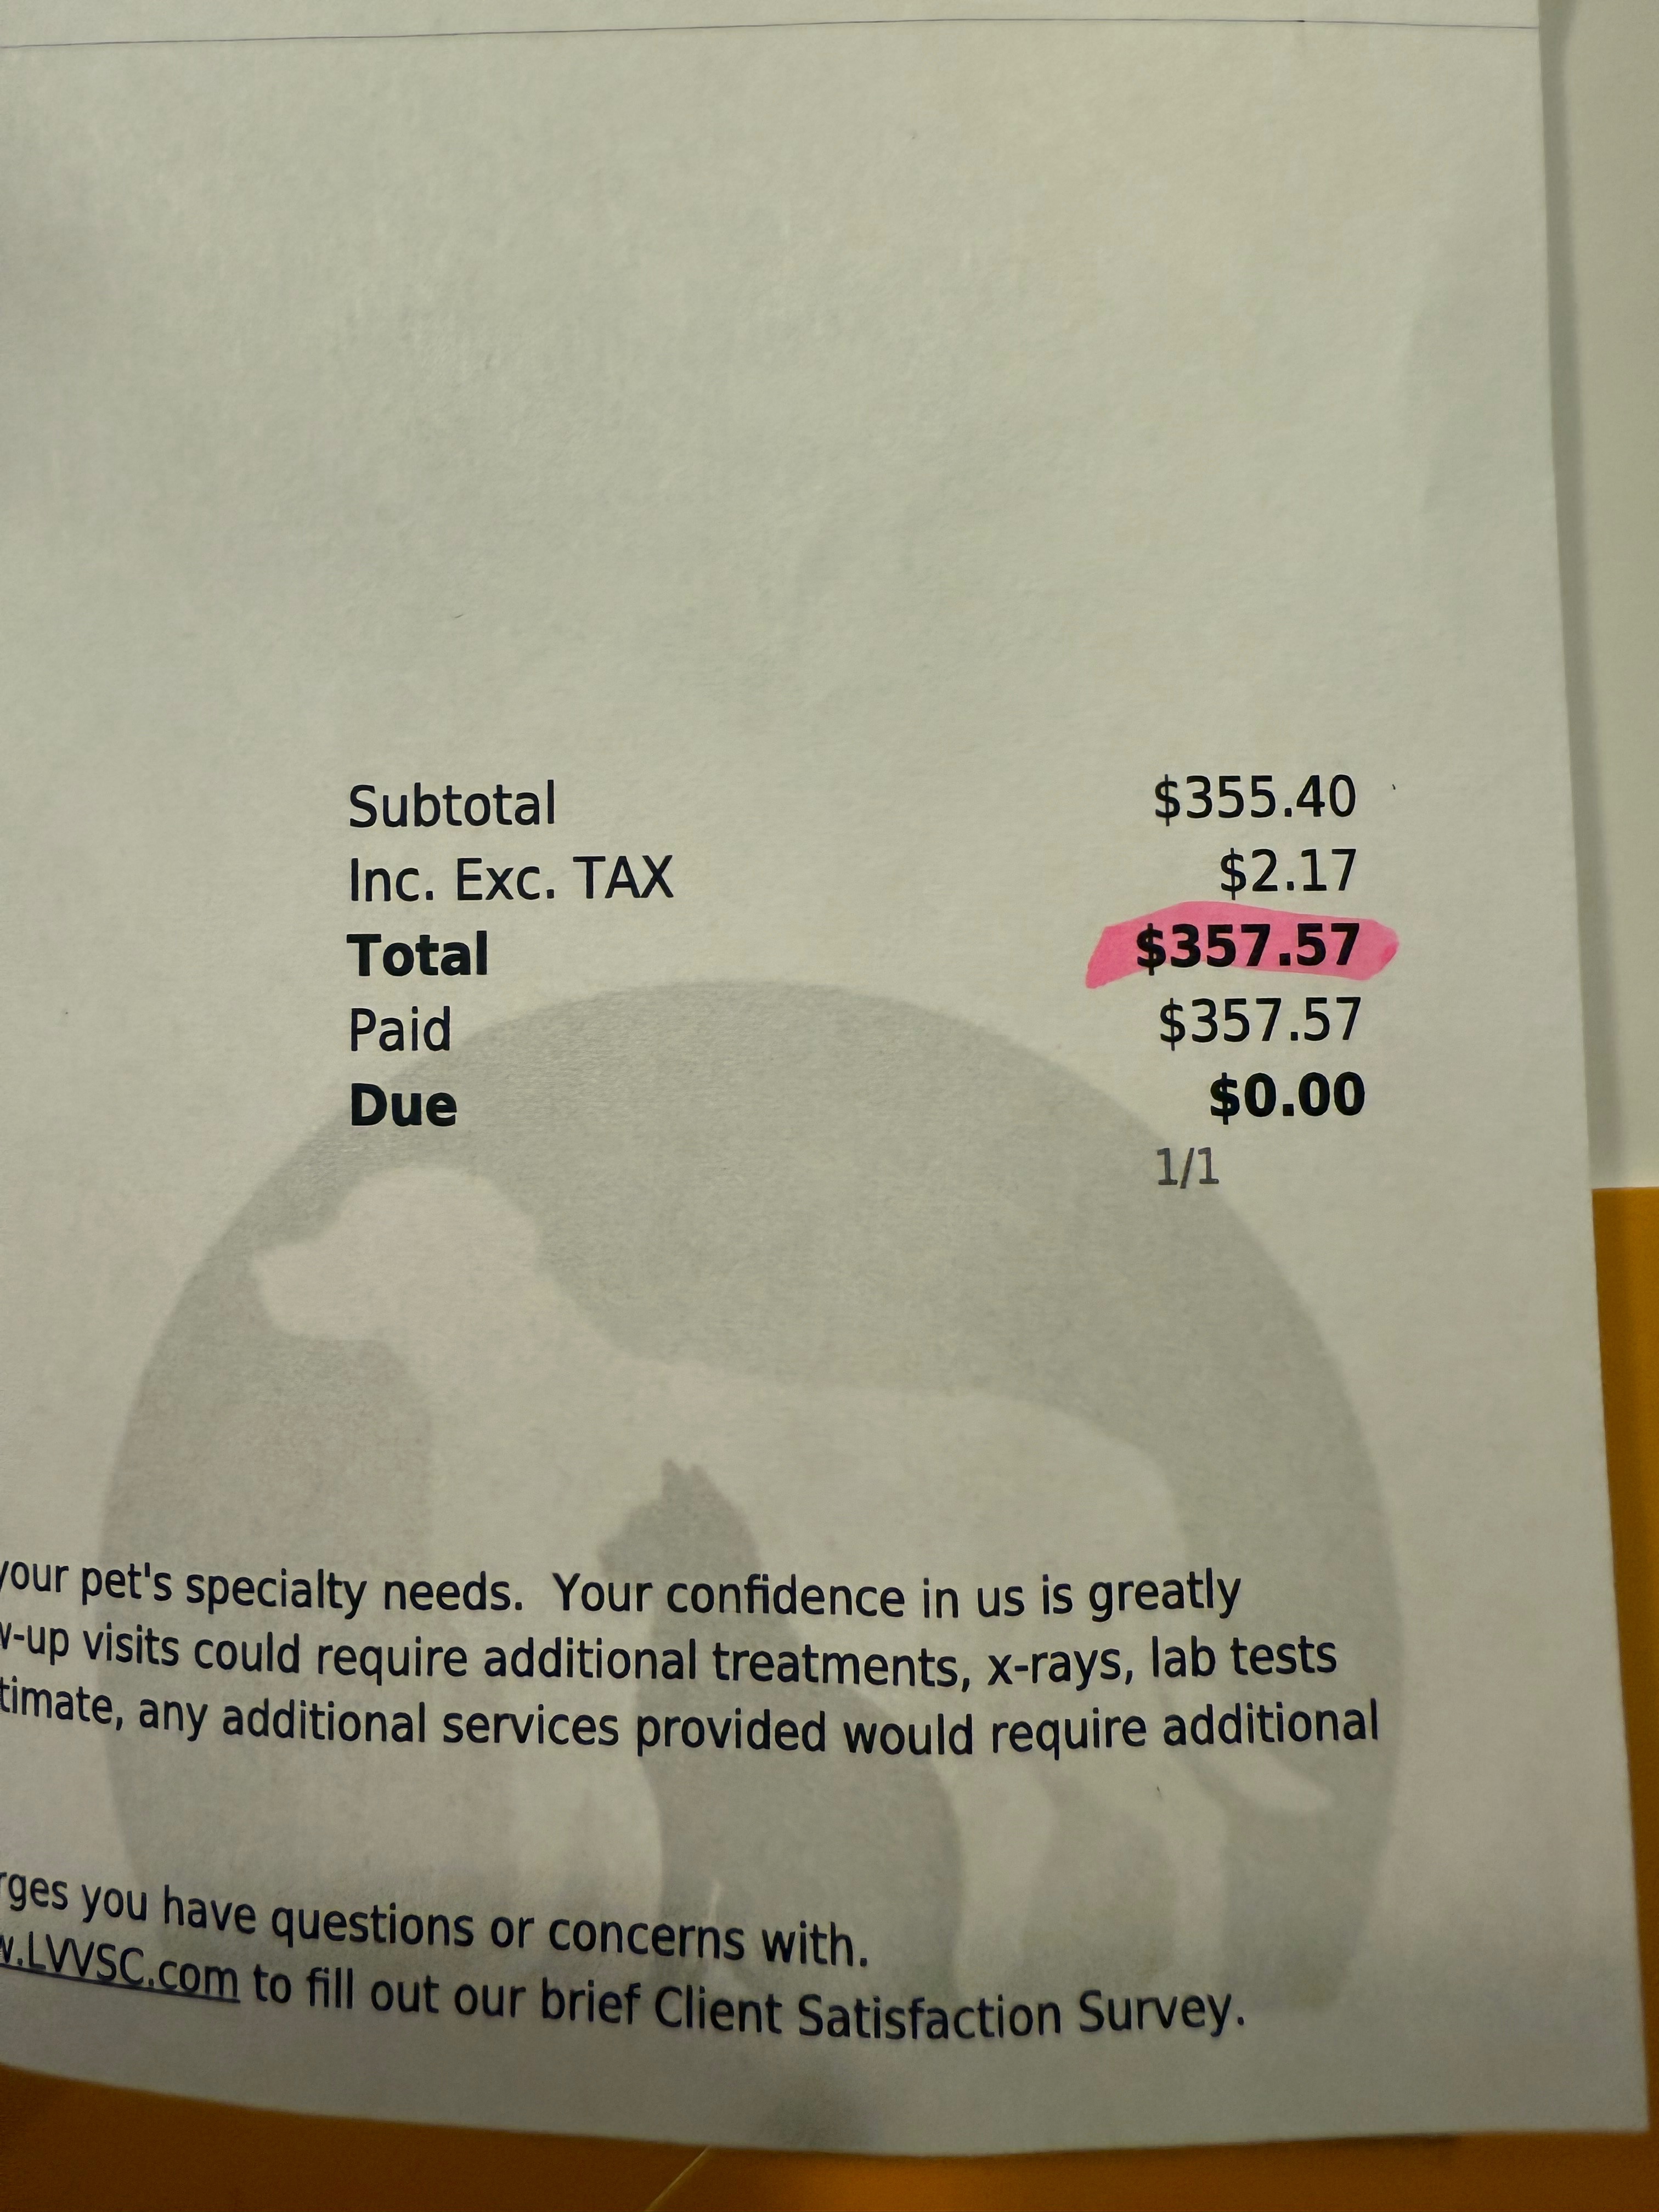 Subtotal $355.40
Inc. Exc. TAX $2.17
Total $357.57
Paid $357.57
Due $0.00
1/1
your pet's specialty needs. Your confidence in us is greatly
w-up visits could require additional treatments, x-rays, lab tests
timate, any additional services provided would require additional
rges you have questions or concerns with.
w.LVVSC.com to fill out our brief Client Satisfaction Survey.